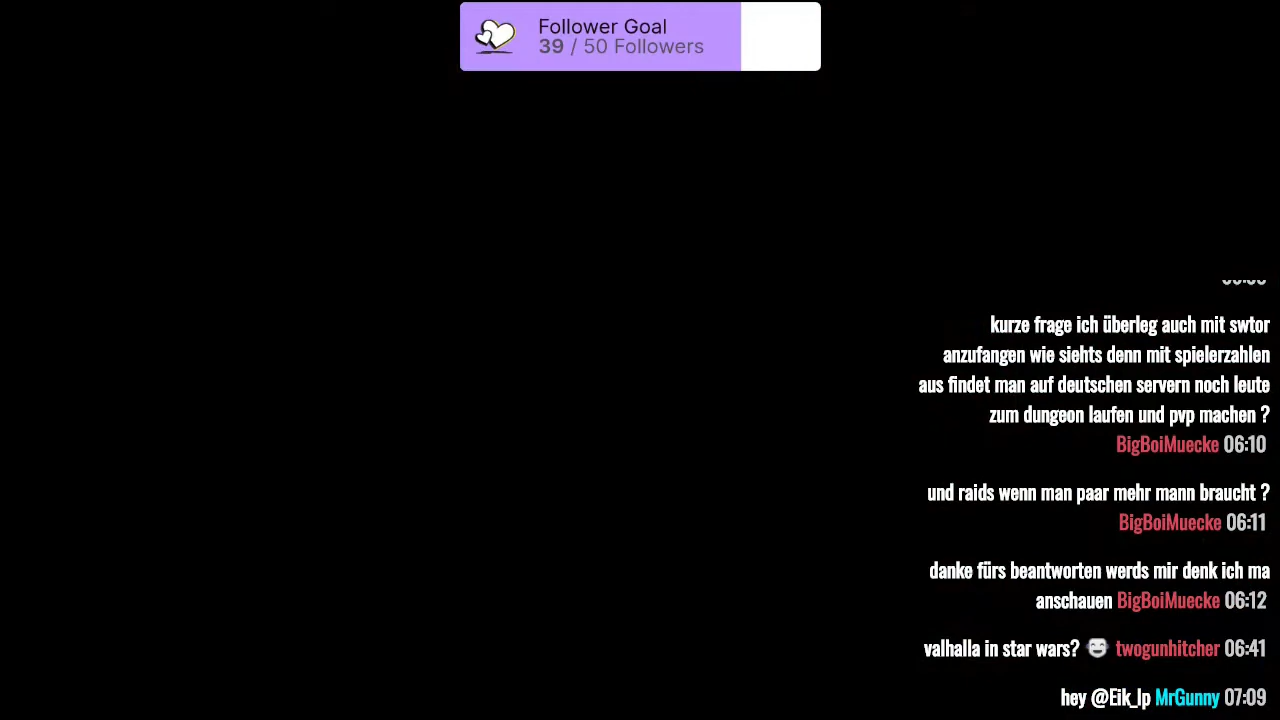 Follower Goal
39 / 50 Followers
kurze frage ich überleg auch mit swtor
anzufangen wie siehts denn mit spielerzahlen
aus findet man auf deutschen servern noch leute
zum dungeon laufen und pvp machen ?
BigBoiMuecke 06:10
und raids wenn man paar mehr mann braucht ?
BigBoiMuecke 06:11
danke fürs beantworten werds mir denk ich ma
anschauen BigBoiMuecke 06:12
valhalla in star wars? twogunhitcher 06:41
hey @Eik_lp MrGunny 07:09